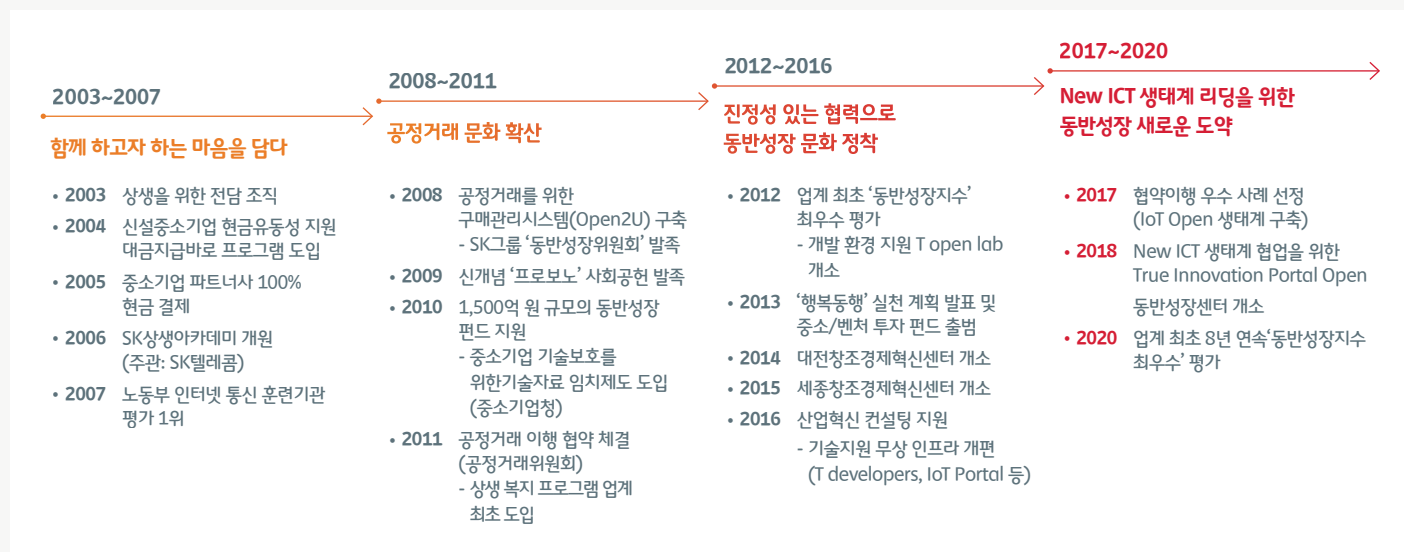 2003~2007
함께 하고자 하는 마음을 담다
• 2003 상생을 위한 전담 조직
• 2004 신설중소기업 현금유동성 지원
대금지급바로 프로그램 도입
• 2005 중소기업 파트너사 100%
현금 결제
• 2006 SK상생아카데미 개원
(주관: SK텔레콤)
• 2007 노동부 인터넷 통신 훈련기관
평가 1위
2008~2011
공정거래 문화 확산
• 2008 공정거래를 위한
구매관리시스템(Open2U) 구축
- SK그룹 ‘동반성장위원회’ 발족
• 2009 신개념 ‘프로보노’ 사회공헌 발족
• 2010 1,500억 원 규모의 동반성장
펀드 지원
- 중소기업 기술보호를
위한기술자료 임치제도 도입
(중소기업청)
• 2011 공정거래 이행 협약 체결
(공정거래위원회)
- 상생 복지 프로그램 업계
최초 도입
2012~2016
진정성 있는 협력으로
동반성장 문화 정착
• 2012 업계 최초 ‘동반성장지수’
최우수 평가
- 개발 환경 지원 T open lab
개소
• 2013 ‘행복동행’ 실천 계획 발표 및
중소/벤처 투자 펀드 출범
• 2014 대전창조경제혁신센터 개소
• 2015 세종창조경제혁신센터 개소
• 2016 산업혁신 컨설팅 지원
- 기술지원 무상 인프라 개편
(T developers, IoT Portal 등)
2017~2020
New ICT 생태계 리딩을 위한
동반성장 새로운 도약
• 2017 협약이행 우수 사례 선정
(IoT Open 생태계 구축)
• 2018 New ICT 생태계 협업을 위한
True Innovation Portal Open
동반성장센터 개소
• 2020 업계 최초 8년 연속‘동반성장지수
최우수’ 평가